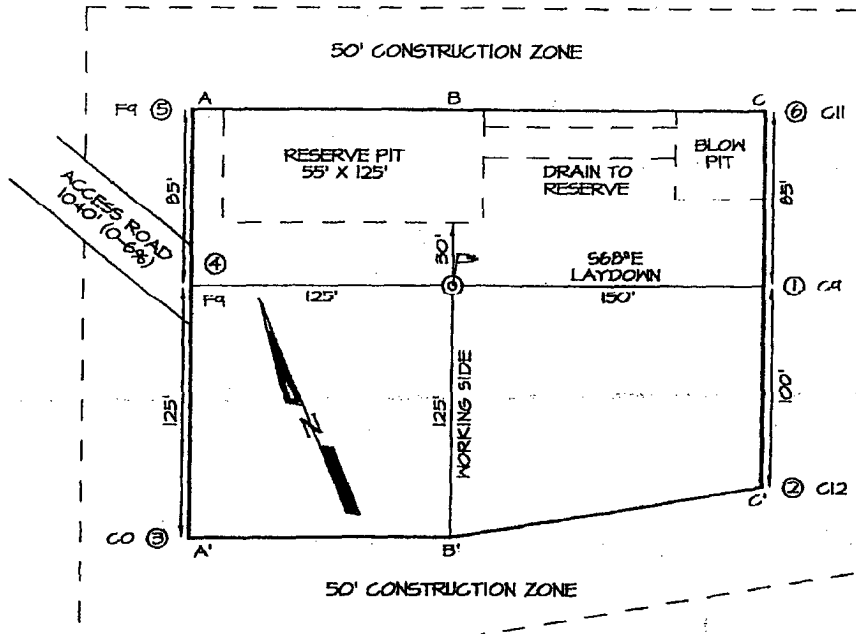 50' CONSTRUCTION ZONE
F9 ⑤ A
B
C ⑥ C11
85'
RESERVE PIT
55' X 125'
DRAIN TO
RESERVE
BLOW
PIT
85'
ACCESS ROAD
1040' (0-6%)
④
F9
125'
30'
S68°E
LAYDOWN
150'
① C9
125'
N
125'
WORKING SIDE
100'
C' ② C12
C0 ③ A'
B'
50' CONSTRUCTION ZONE